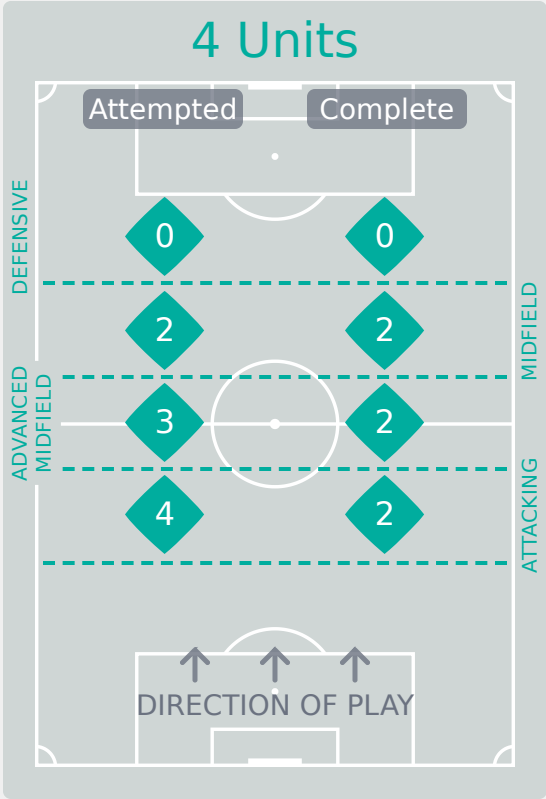 4 Units
Attempted
Complete
DEFENSIVE
0
0
MIDFIELD
2
2
ADVANCED
MIDFIELD
3
2
ATTACKING
4
2
DIRECTION OF PLAY